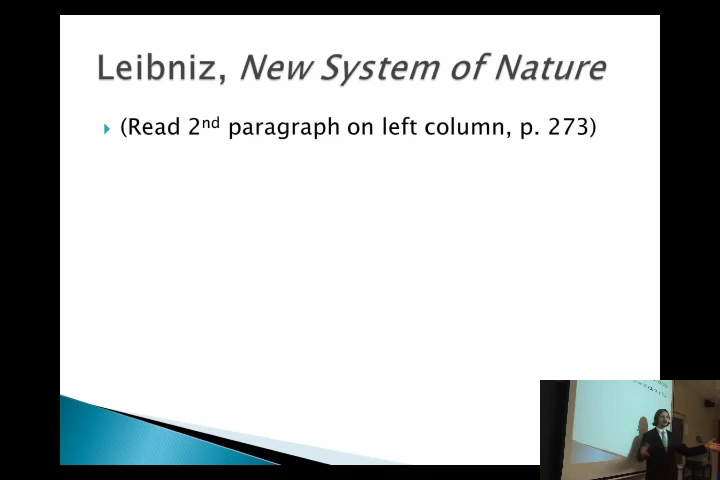 Leibniz, New System of Nature
(Read 2nd paragraph on left column, p. 273)